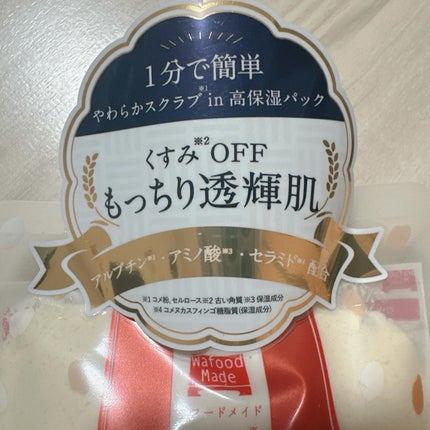 1分で簡単
やわらかスクラブ※1 in 高保湿パック
くすみ※2 OFF
もっちり透輝肌
アルブチン※3・アミノ酸※3・セラミド※4 配合
※1 コメ粉、セルロース ※2 古い角質 ※3 保湿成分
※4 コメヌカスフィンゴ糖脂質(保湿成分)
Wafood
Made
フードメイド